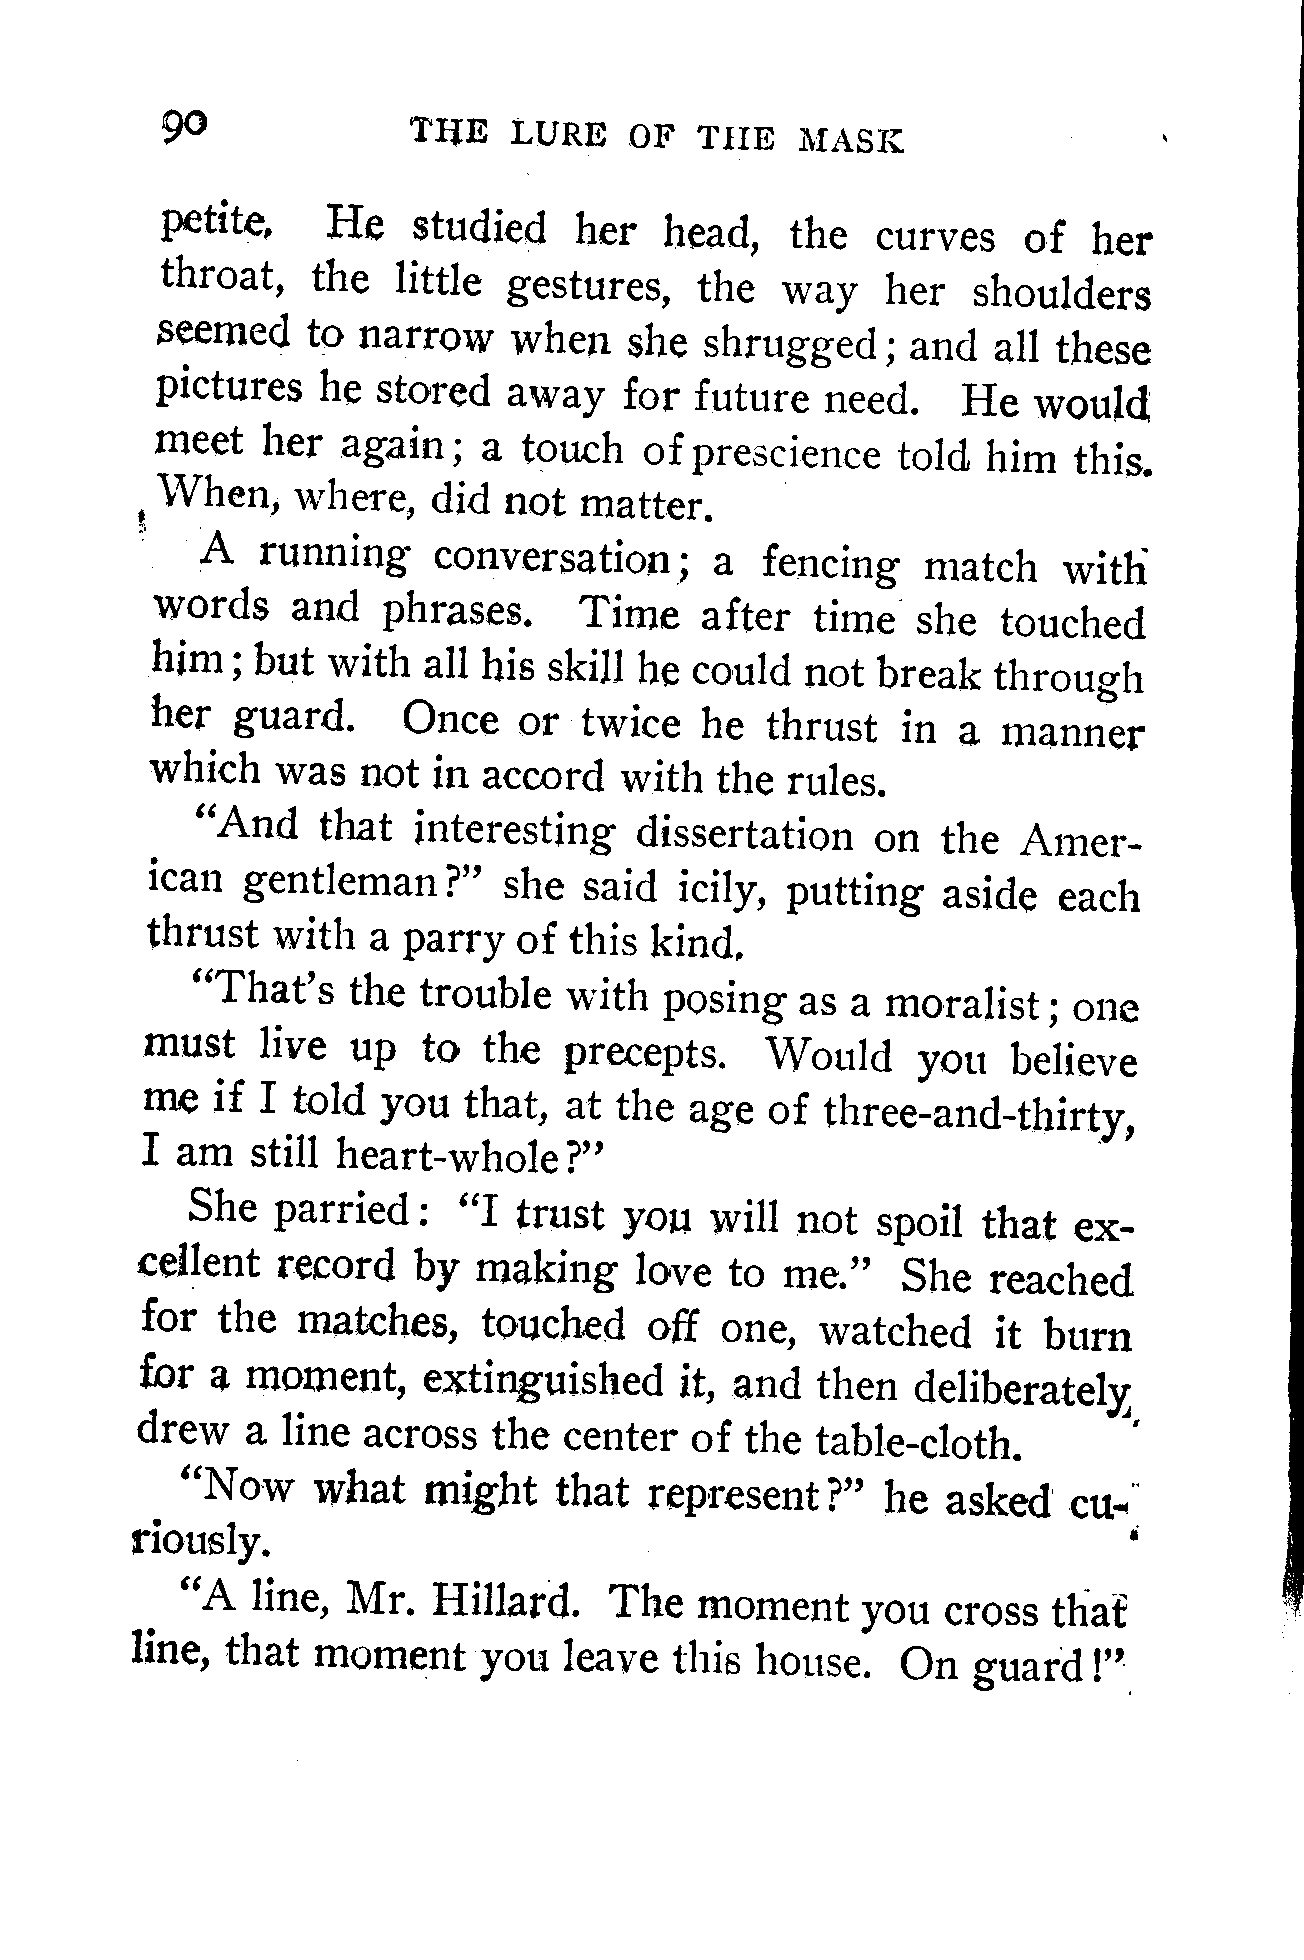 90 THE LURE OF THE MASK
petite. He studied her head, the curves of her
throat, the little gestures, the way her shoulders
seemed to narrow when she shrugged; and all these
pictures he stored away for future need. He would
meet her again; a touch of prescience told him this.
When, where, did not matter.
A running conversation; a fencing match with
words and phrases. Time after time she touched
him; but with all his skill he could not break through
her guard. Once or twice he thrust in a manner
which was not in accord with the rules.
"And that interesting dissertation on the Amer-
ican gentleman?" she said icily, putting aside each
thrust with a parry of this kind.
"That's the trouble with posing as a moralist; one
must live up to the precepts. Would you believe
me if I told you that, at the age of three-and-thirty,
I am still heart-whole?"
She parried: "I trust you will not spoil that ex-
cellent record by making love to me." She reached
for the matches, touched off one, watched it burn
for a moment, extinguished it, and then deliberately
drew a line across the center of the table-cloth.
"Now what might that represent?" he asked cu-
riously.
"A line, Mr. Hillard. The moment you cross that
line, that moment you leave this house. On guard!"